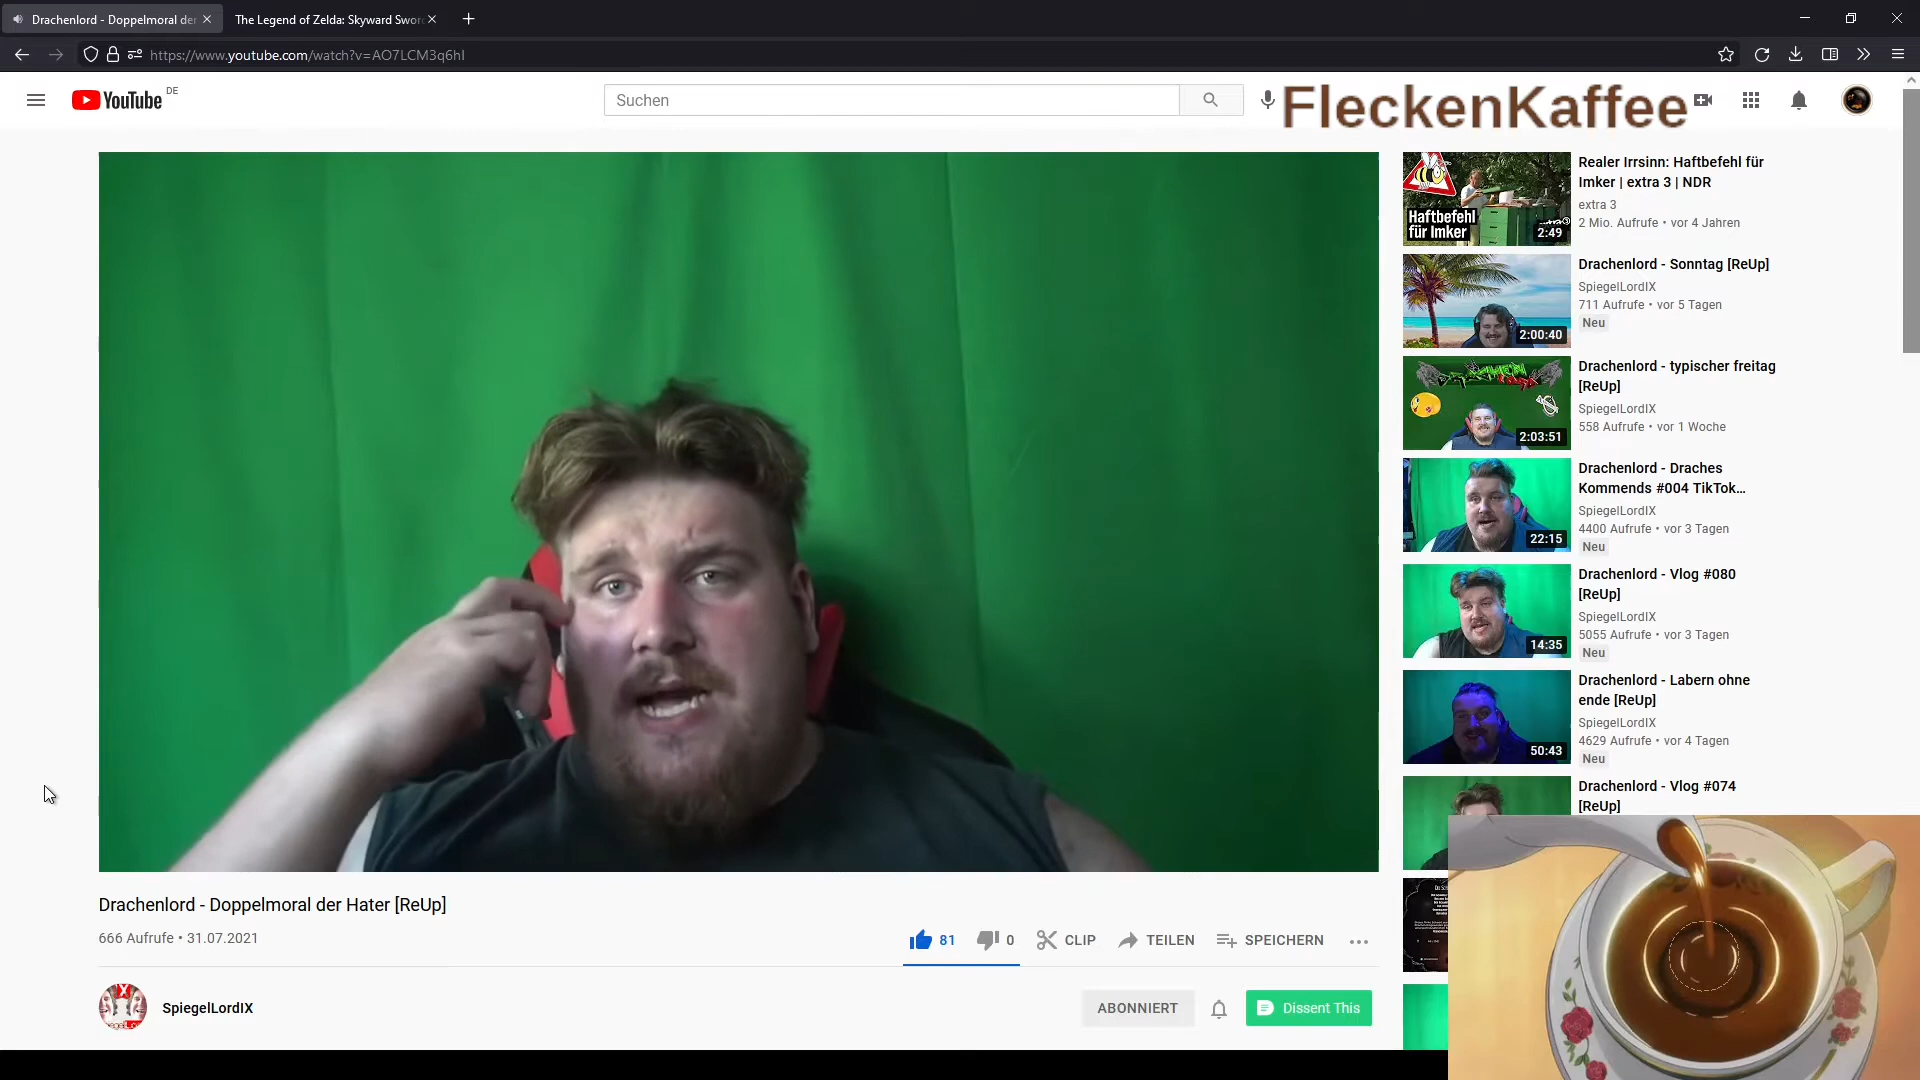 Drachenlord - Doppelmoral der
The Legend of Zelda: Skyward Swor
https://www.youtube.com/watch?v=AO7LCM3q6hI
YouTube DE
Suchen
FleckenKaffee
Haftbefehl
für Imker
2:49
Realer Irrsinn: Haftbefehl für
Imker | extra 3 | NDR
extra 3
2 Mio. Aufrufe • vor 4 Jahren
2:00:40
Drachenlord - Sonntag [ReUp]
SpiegelLordIX
711 Aufrufe • vor 5 Tagen
Neu
2:03:51
Drachenlord - typischer freitag
[ReUp]
SpiegelLordIX
558 Aufrufe • vor 1 Woche
22:15
Drachenlord - Draches
Kommends #004 TikTok...
SpiegelLordIX
4400 Aufrufe • vor 3 Tagen
Neu
14:35
Drachenlord - Vlog #080
[ReUp]
SpiegelLordIX
5055 Aufrufe • vor 3 Tagen
Neu
50:43
Drachenlord - Labern ohne
ende [ReUp]
SpiegelLordIX
4629 Aufrufe • vor 4 Tagen
Neu
Drachenlord - Vlog #074
[ReUp]
Drachenlord - Doppelmoral der Hater [ReUp]
666 Aufrufe • 31.07.2021
81
0
CLIP
TEILEN
SPEICHERN
SpiegelLordIX
ABONNIERT
Dissent This